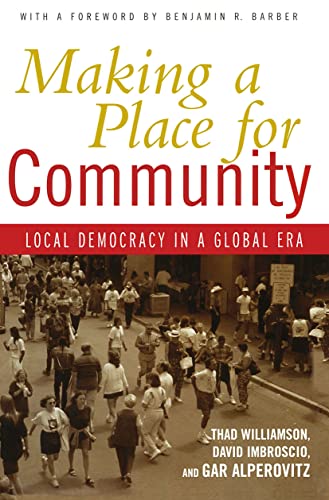 WITH A FOREWORD BY BENJAMIN R. BARBER
Making a
Place for
Community
LOCAL DEMOCRACY IN A GLOBAL ERA
THAD WILLIAMSON,
DAVID IMBROSCIO,
AND GAR ALPEROVITZ